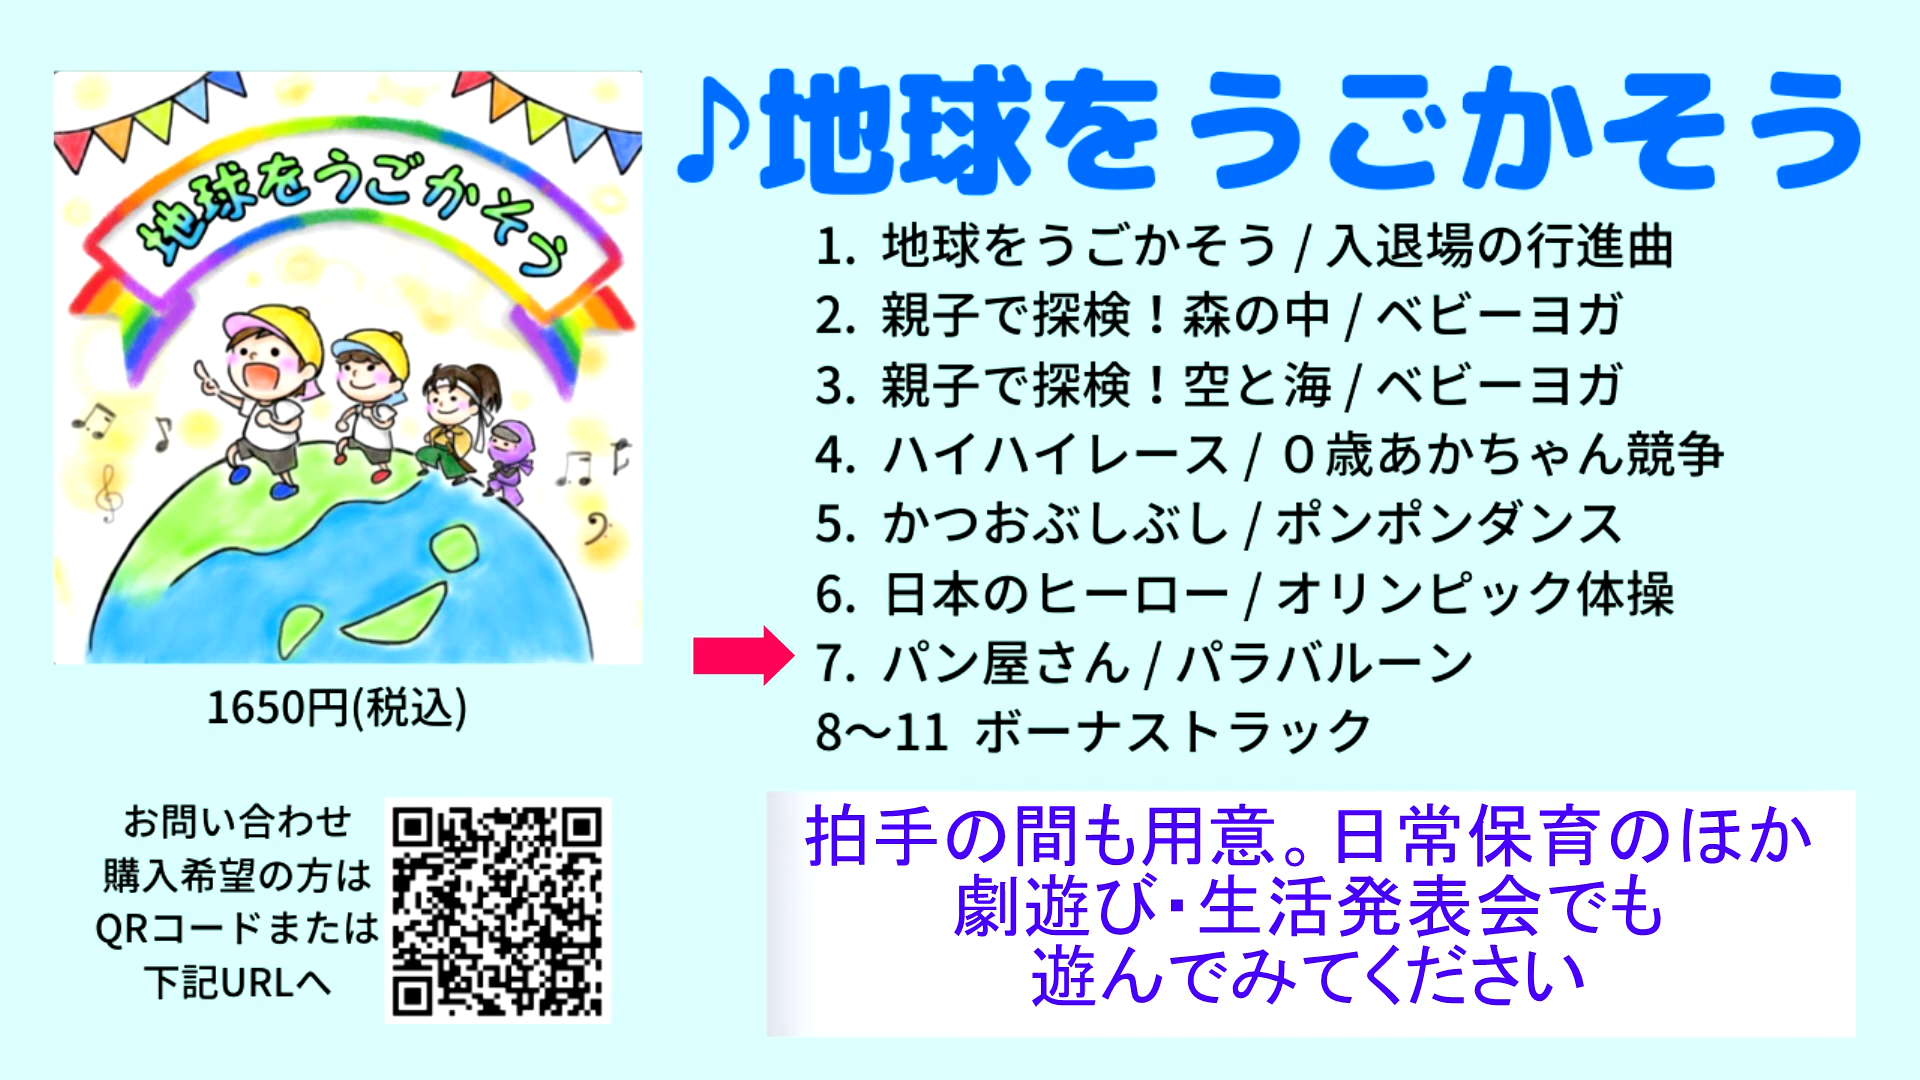 地球をうごかそう
1650円(税込)
お問い合わせ
購入希望の方は
QRコードまたは
下記URLへ
♪地球をうごかそう
1. 地球をうごかそう / 入退場の行進曲
2. 親子で探検！森の中 / ベビーヨガ
3. 親子で探検！空と海 / ベビーヨガ
4. ハイハイレース / ０歳あかちゃん競争
5. かつおぶしぶし / ポンポンダンス
6. 日本のヒーロー / オリンピック体操
7. パン屋さん / パラバルーン
8〜11 ボーナストラック
拍手の間も用意。日常保育のほか
劇遊び・生活発表会でも
遊んでみてください